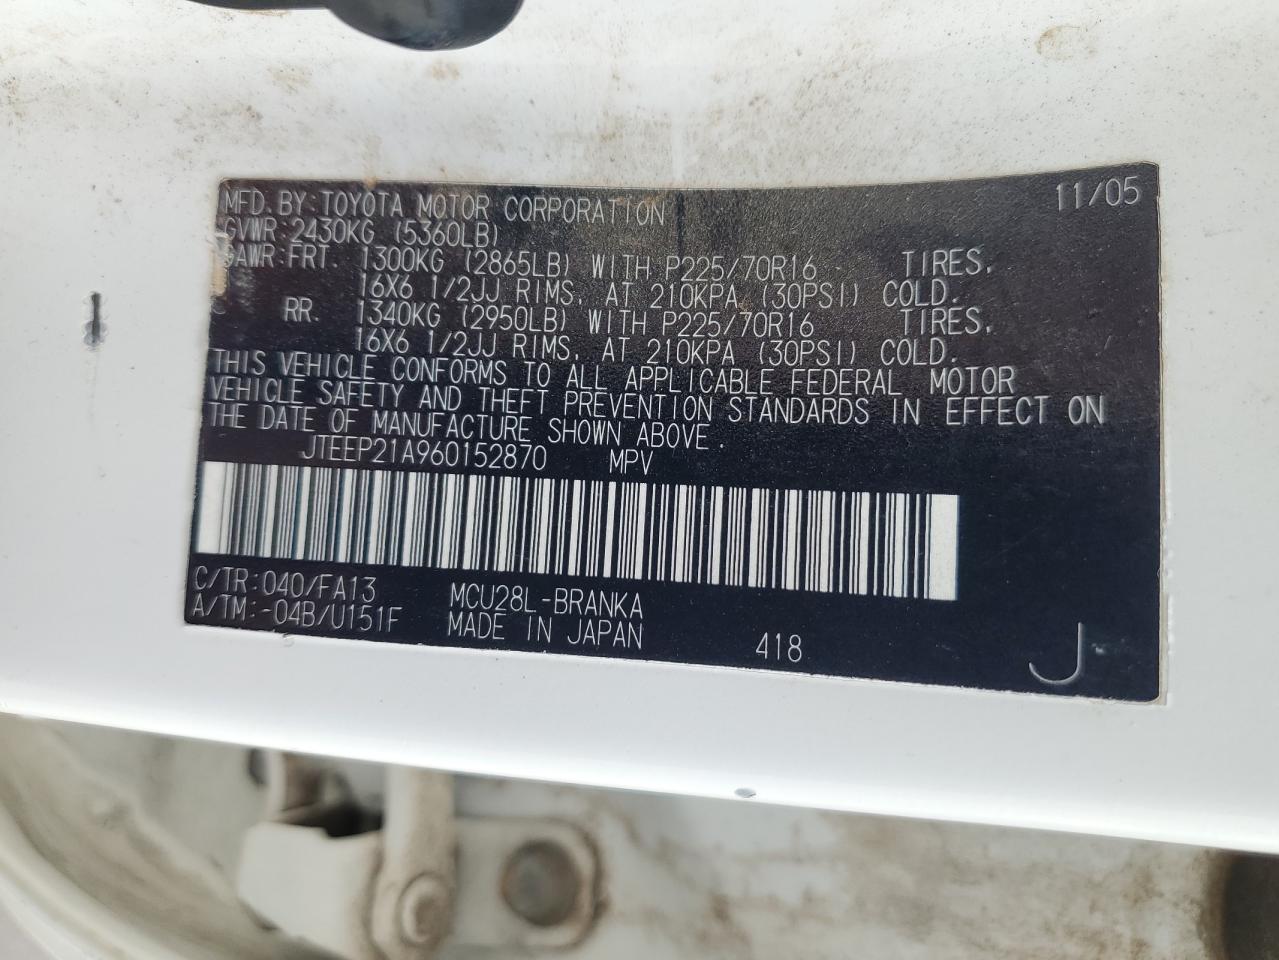 MFD. BY: TOYOTA MOTOR CORPORATION 11/05
GVWR: 2430KG (5360LB)
GAWR: FRT. 1300KG (2865LB) WITH P225/70R16 TIRES,
16X6 1/2JJ RIMS, AT 210KPA (30PSI) COLD.
RR. 1340KG (2950LB) WITH P225/70R16 TIRES,
16X6 1/2JJ RIMS, AT 210KPA (30PSI) COLD.
THIS VEHICLE CONFORMS TO ALL APPLICABLE FEDERAL MOTOR
VEHICLE SAFETY AND THEFT PREVENTION STANDARDS IN EFFECT ON
THE DATE OF MANUFACTURE SHOWN ABOVE.
JTEEP21A960152870 MPV
C/TR: 040/FA13 MCU28L-BRANKA
A/TM: -04B/U151F MADE IN JAPAN 418 J